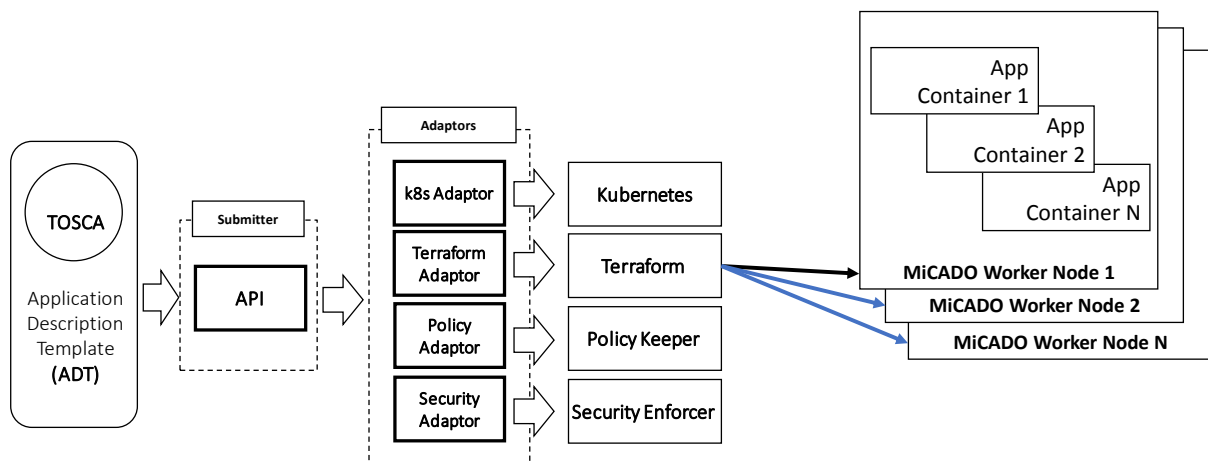 TOSCA
Application
Description
Template
(ADT)
Submitter
API
Adaptors
k8s Adaptor
Terraform
Adaptor
Policy
Adaptor
Security
Adaptor
Kubernetes
Terraform
Policy Keeper
Security Enforcer
App
Container 1
App
Container 2
App
Container N
MiCADO Worker Node 1
MiCADO Worker Node 2
MiCADO Worker Node N